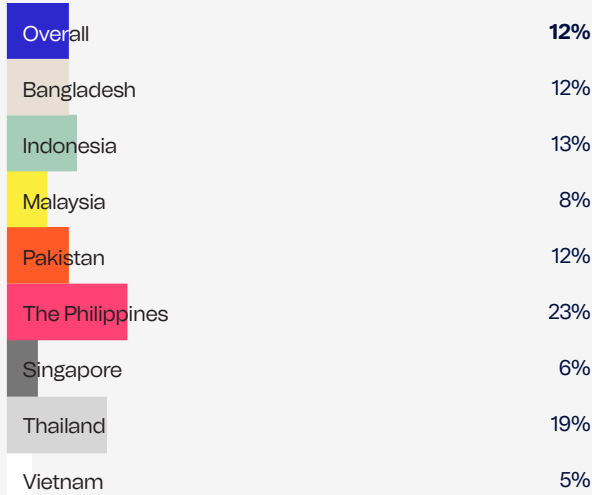 Overall 12%
Bangladesh 12%
Indonesia 13%
Malaysia 8%
Pakistan 12%
The Philippines 23%
Singapore 6%
Thailand 19%
Vietnam 5%